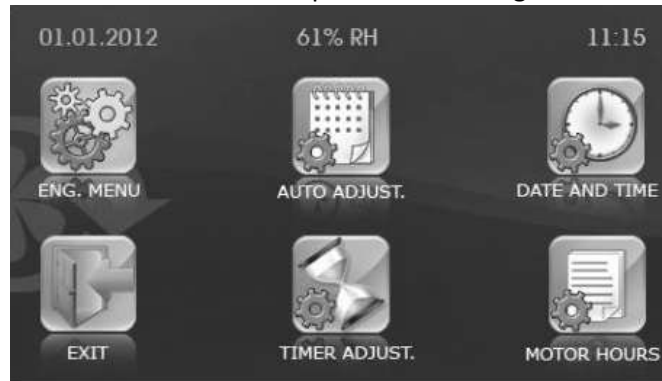 01.01.2012 61% RH 11:15
ENG. MENU AUTO ADJUST. DATE AND TIME
EXIT TIMER ADJUST. MOTOR HOURS